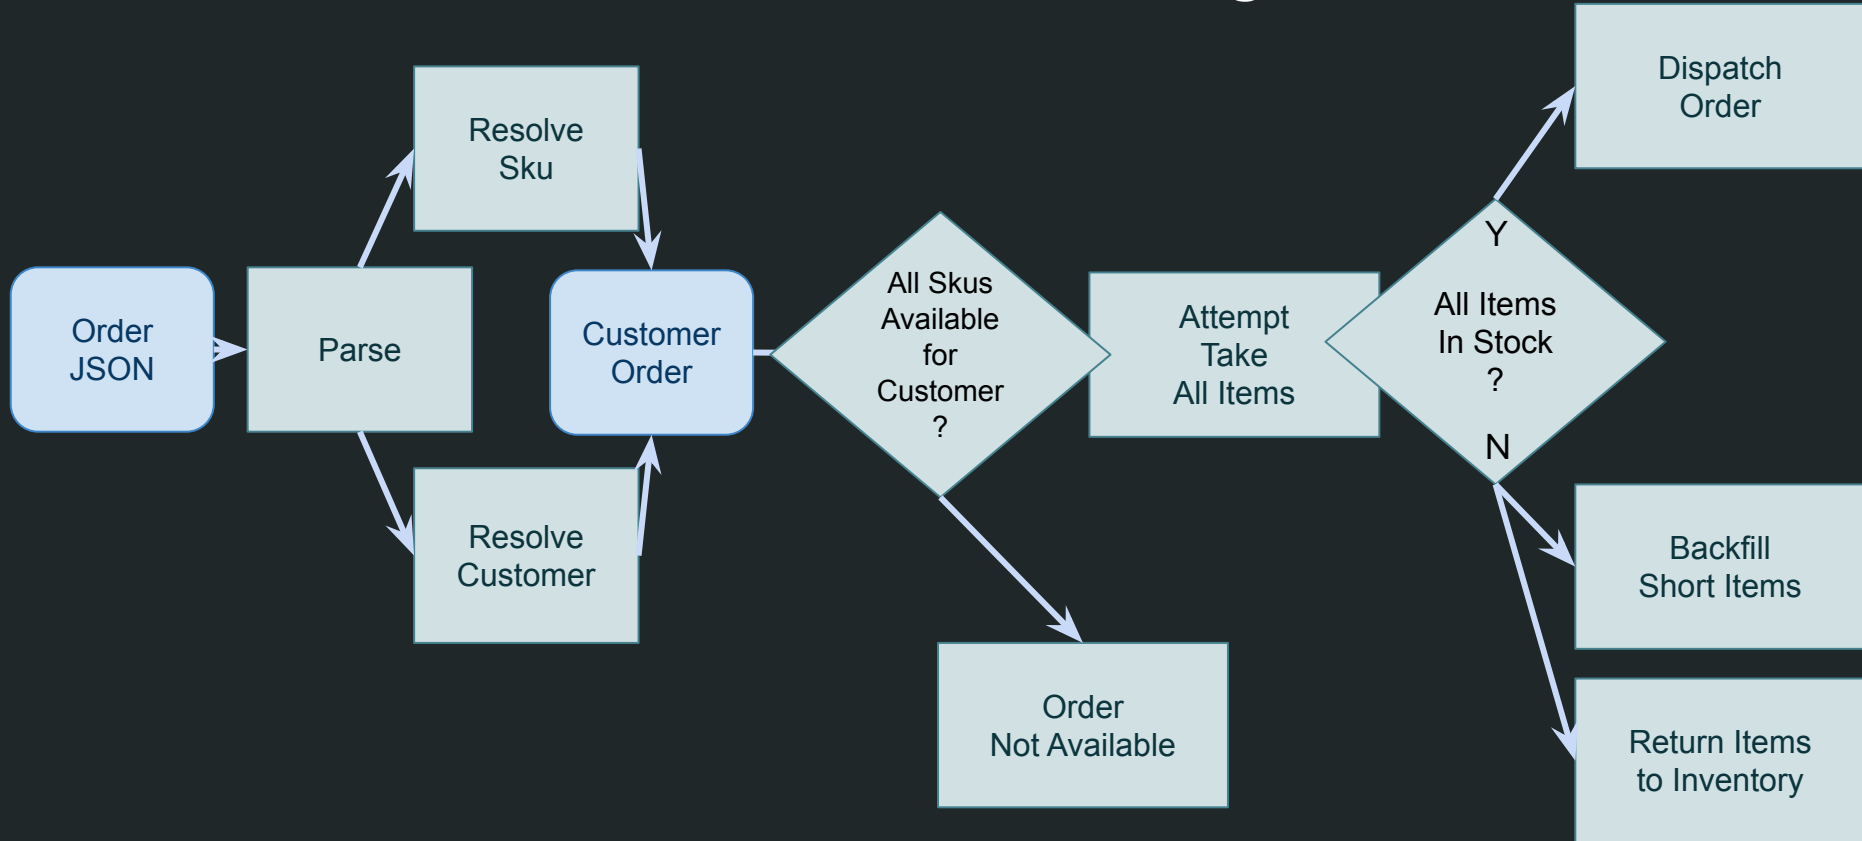 Order
JSON
Parse
Resolve
Sku
Resolve
Customer
Customer
Order
All Skus
Available
for
Customer
?
Order
Not Available
Attempt
Take
All Items
Y
All Items
In Stock
?
N
Dispatch
Order
Backfill
Short Items
Return Items
to Inventory